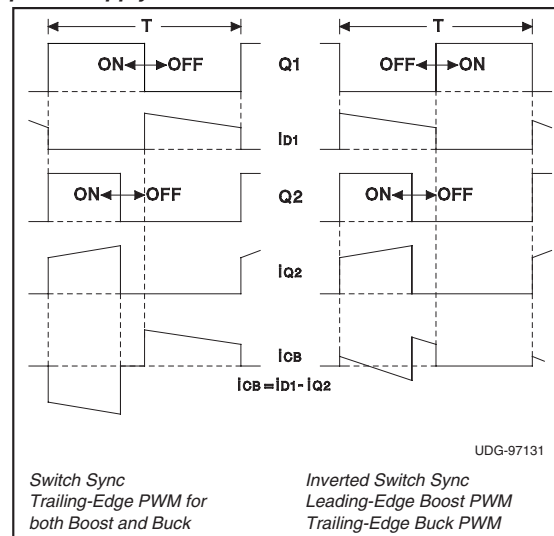 T
T
ON
OFF
Q1
OFF
ON
iD1
ON
OFF
Q2
ON
OFF
iQ2
iCB
iCB=iD1-iQ2
UDG-97131
Switch Sync
Trailing-Edge PWM for
both Boost and Buck
Inverted Switch Sync
Leading-Edge Boost PWM
Trailing-Edge Buck PWM